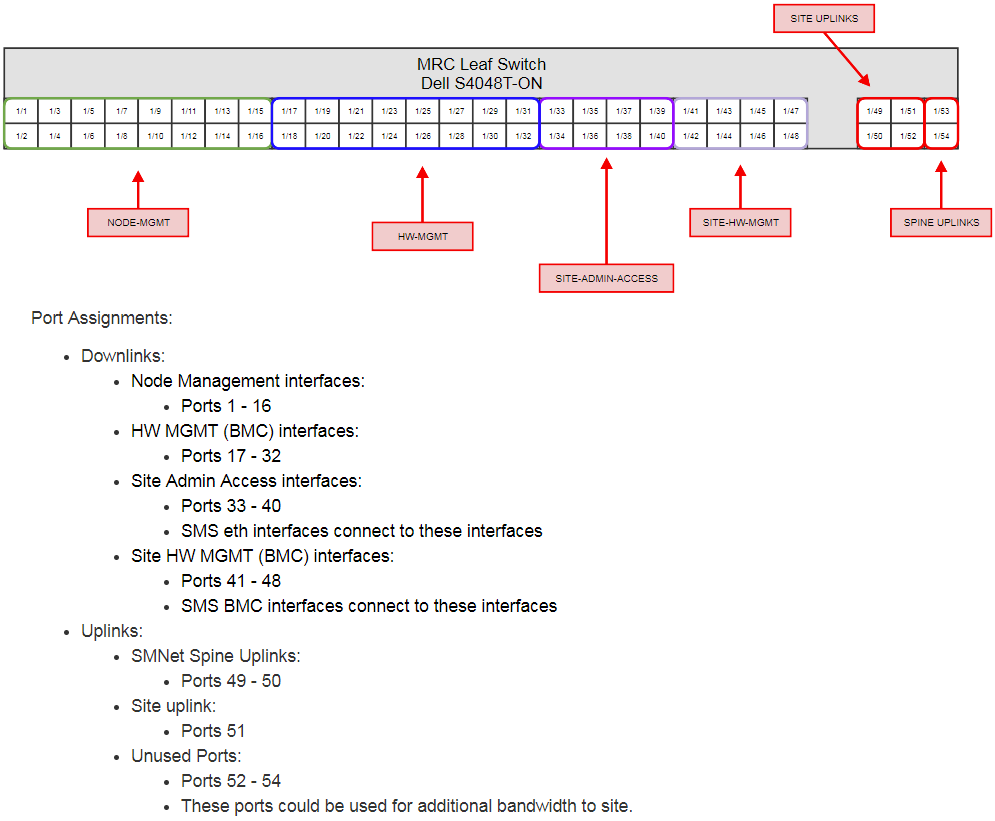 SITE UPLINKS
MRC Leaf Switch
Dell S4048T-ON
1/1 1/3 1/5 1/7 1/9 1/11 1/13 1/15 1/17 1/19 1/21 1/23 1/25 1/27 1/29 1/31 1/33 1/35 1/37 1/39 1/41 1/43 1/45 1/47 1/49 1/51 1/53
1/2 1/4 1/6 1/8 1/10 1/12 1/14 1/16 1/18 1/20 1/22 1/24 1/26 1/28 1/30 1/32 1/34 1/36 1/38 1/40 1/42 1/44 1/46 1/48 1/50 1/52 1/54
NODE-MGMT
HW-MGMT
SITE-ADMIN-ACCESS
SITE-HW-MGMT
SPINE UPLINKS
Port Assignments:
• Downlinks:
• Node Management interfaces:
• Ports 1 - 16
• HW MGMT (BMC) interfaces:
• Ports 17 - 32
• Site Admin Access interfaces:
• Ports 33 - 40
• SMS eth interfaces connect to these interfaces
• Site HW MGMT (BMC) interfaces:
• Ports 41 - 48
• SMS BMC interfaces connect to these interfaces
• Uplinks:
• SMNet Spine Uplinks:
• Ports 49 - 50
• Site uplink:
• Ports 51
• Unused Ports:
• Ports 52 - 54
• These ports could be used for additional bandwidth to site.